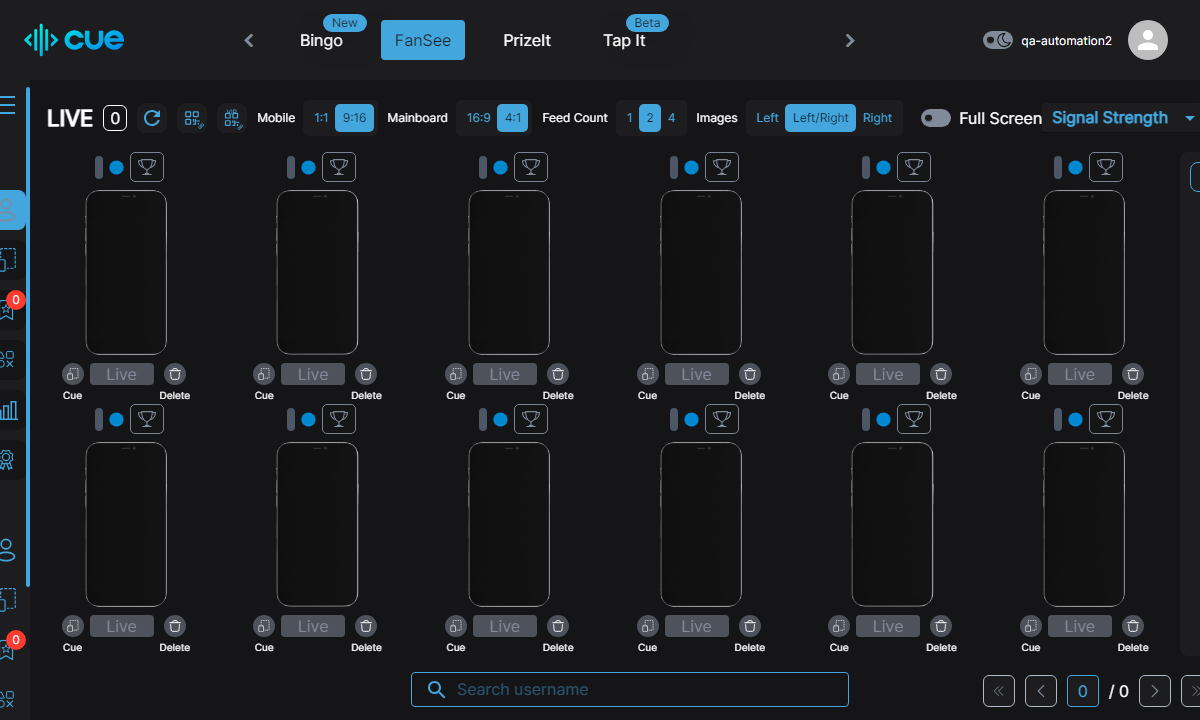 cue
New
Bingo
FanSee
PrizeIt
Beta
Tap It
qa-automation2
LIVE 0
Mobile 1:1 9:16 Mainboard 16:9 4:1 Feed Count 1 2 4 Images Left Left/Right Right Full Screen Signal Strength
Live Live Live Live Live Live
Cue Delete Cue Delete Cue Delete Cue Delete Cue Delete Cue Delete
0
Live Live Live Live Live Live
Cue Delete Cue Delete Cue Delete Cue Delete Cue Delete Cue Delete
0
Search username
0 / 0